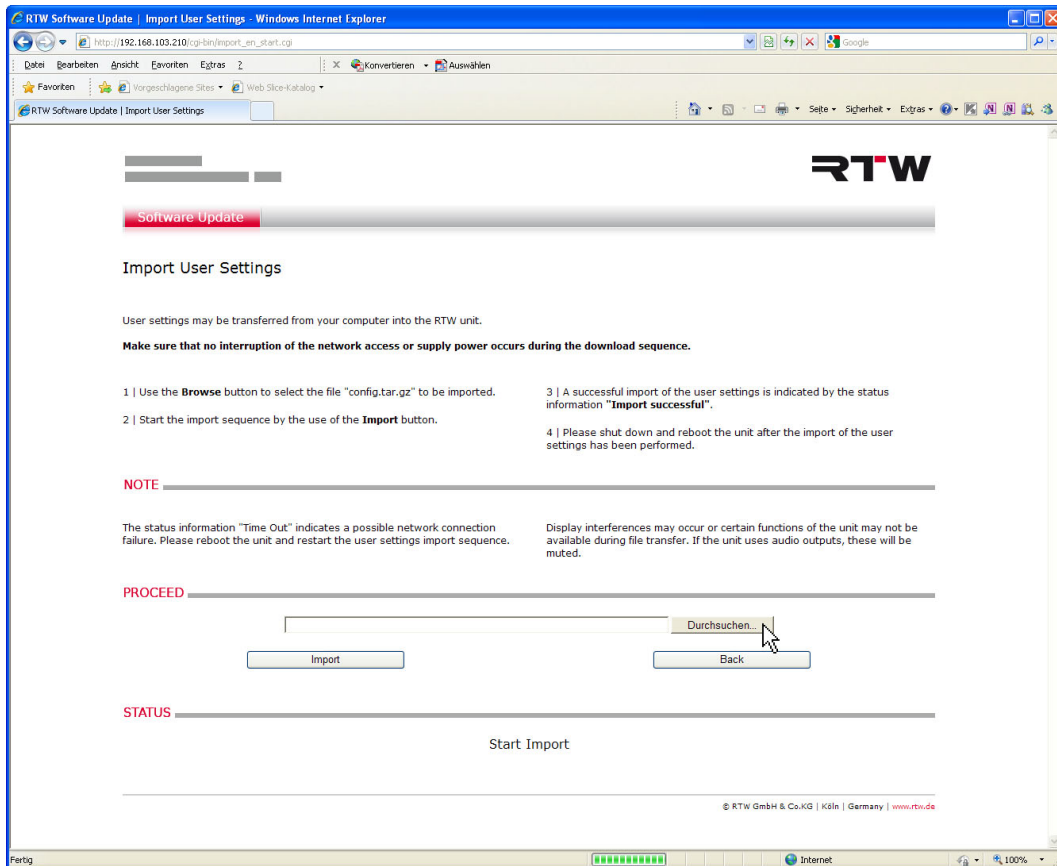 RTW Software Update | Import User Settings - Windows Internet Explorer
http://192.168.103.210/cgi-bin/import_en_start.cgi
Google
Datei Bearbeiten Ansicht Favoriten Extras ?
X Konvertieren Auswählen
Favoriten Vorgeschlagene Sites Web Slice-Katalog
RTW Software Update | Import User Settings
Seite Sicherheit Extras
RTW
Software Update
Import User Settings
User settings may be transferred from your computer into the RTW unit.
Make sure that no interruption of the network access or supply power occurs during the download sequence.
1 | Use the Browse button to select the file "config.tar.gz" to be imported.
2 | Start the import sequence by the use of the Import button.
3 | A successful import of the user settings is indicated by the status
information "Import successful".
4 | Please shut down and reboot the unit after the import of the user
settings has been performed.
NOTE
The status information "Time Out" indicates a possible network connection
failure. Please reboot the unit and restart the user settings import sequence.
Display interferences may occur or certain functions of the unit may not be
available during file transfer. If the unit uses audio outputs, these will be
muted.
PROCEED
Durchsuchen...
Import Back
STATUS
Start Import
© RTW GmbH & Co.KG | Köln | Germany | www.rtw.de
Fertig Internet 100%